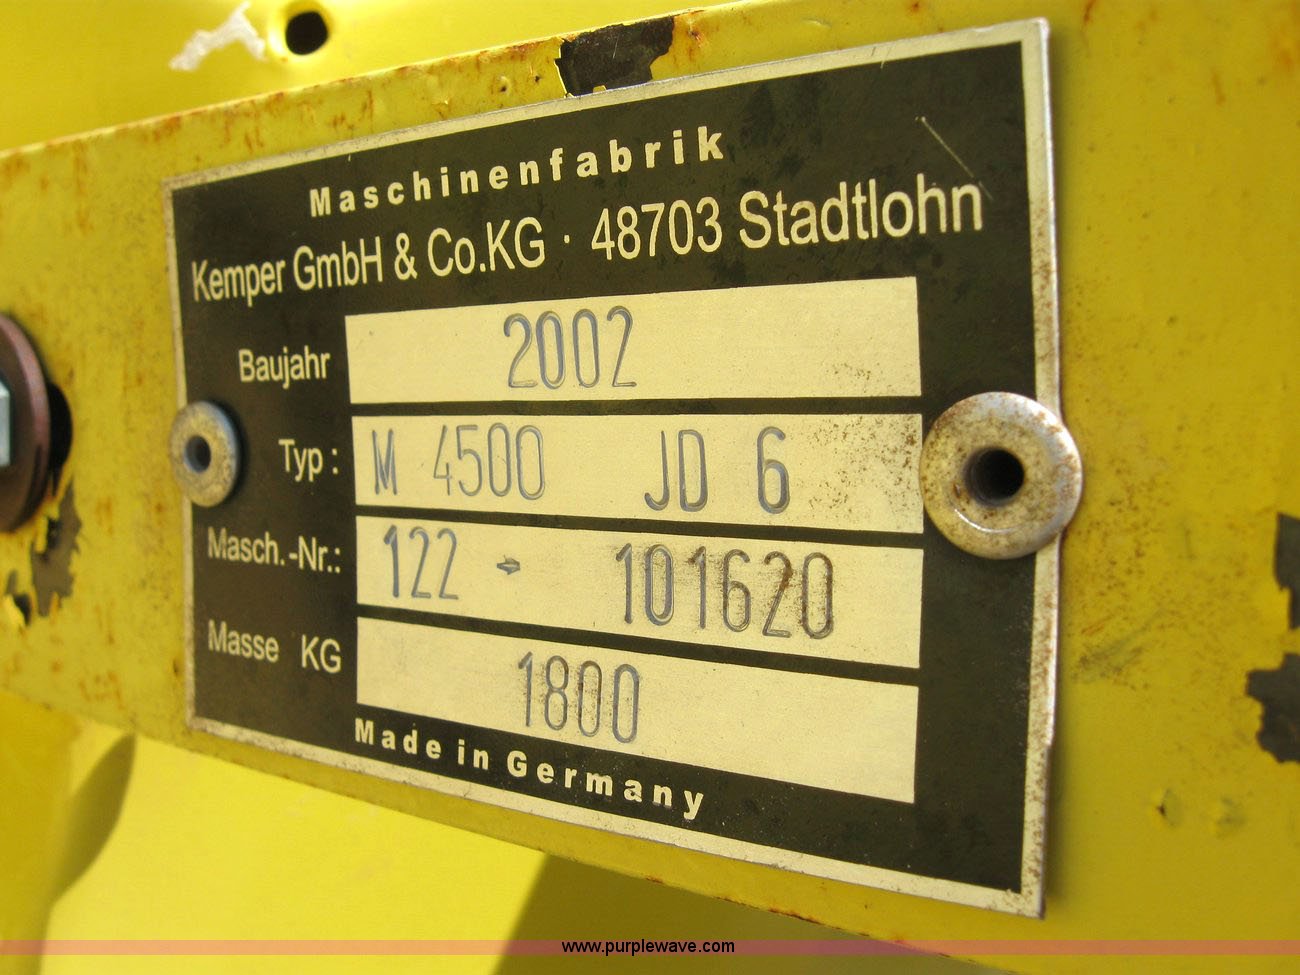 Maschinenfabrik
Kemper GmbH & Co.KG · 48703 Stadtlohn
Baujahr 2002
Typ : M 4500 JD 6
Masch.-Nr.: 122 - 101620
Masse KG 1800
Made in Germany
www.purplewave.com